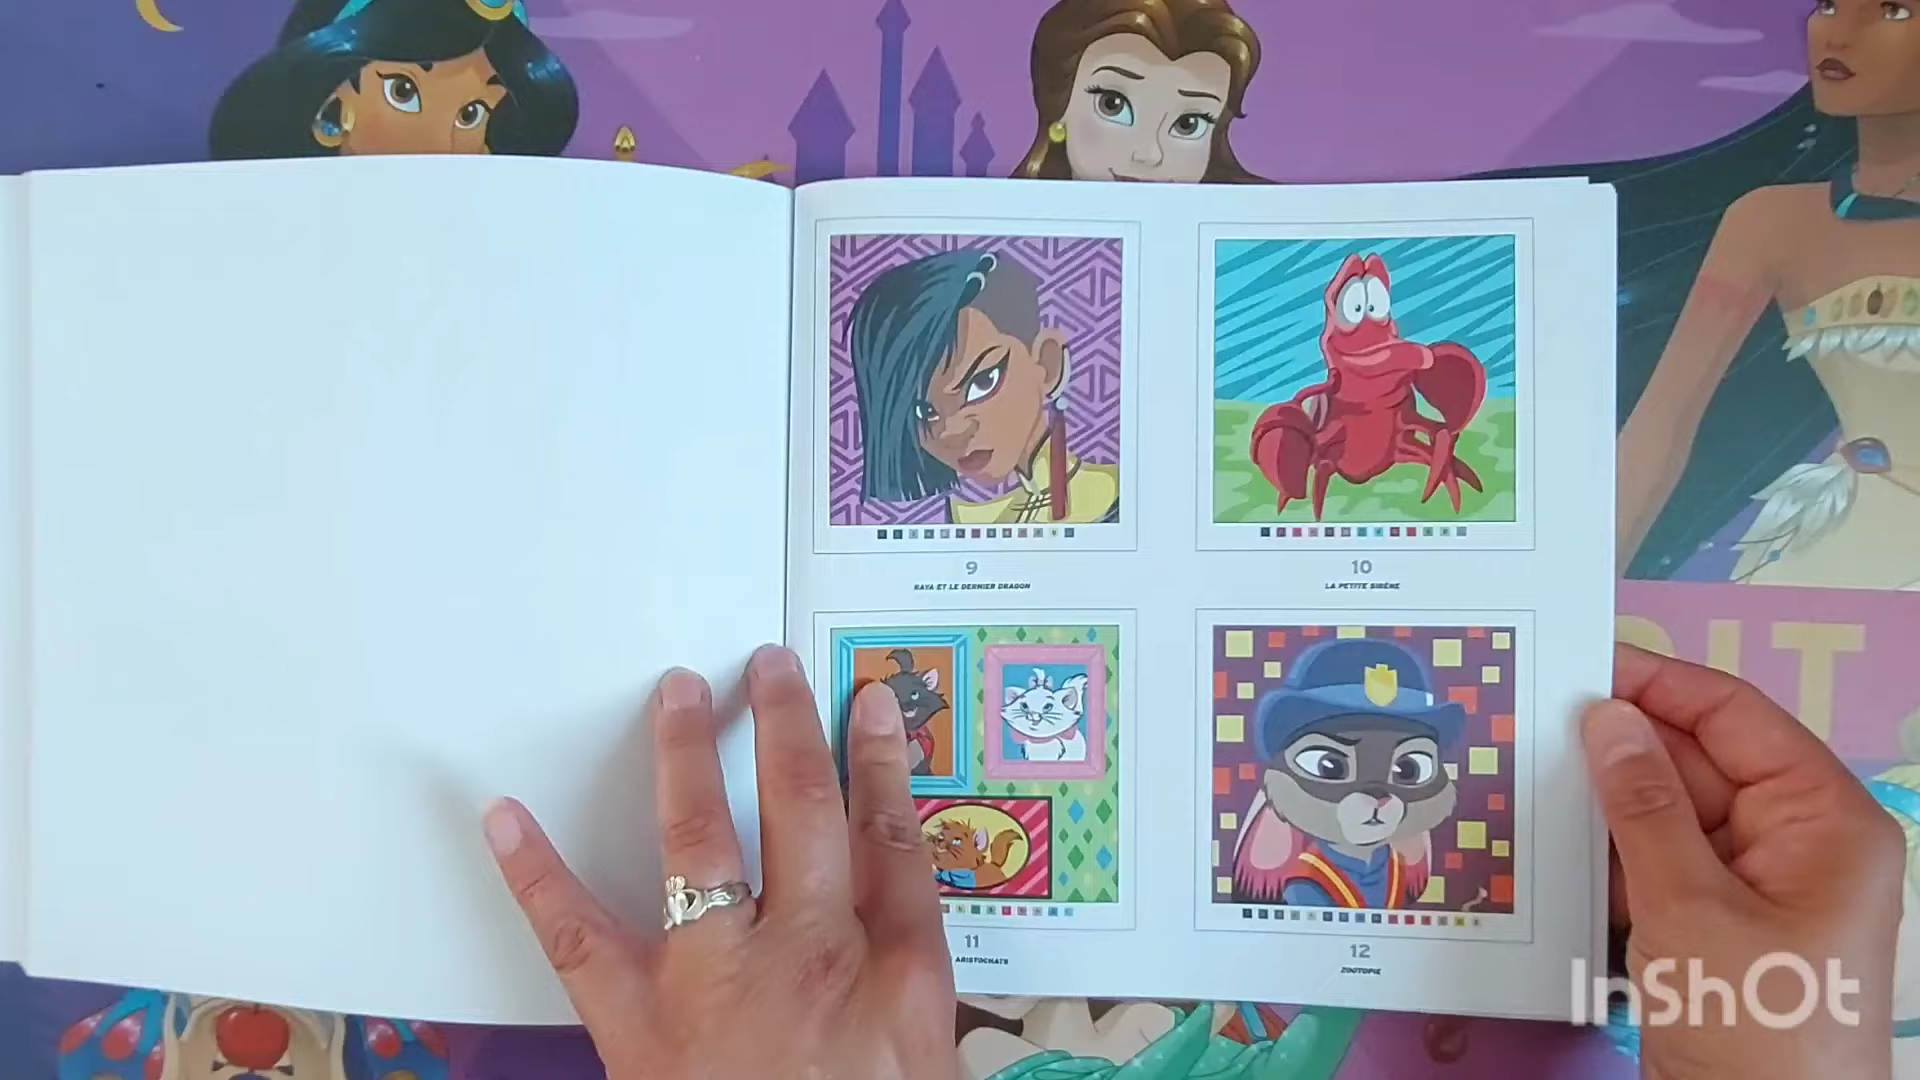 9
RAYA ET LE DERNIER DRAGON
10
LA PETITE SIRÈNE
11
ARISTOCHATS
12
ZOOTOPIE
InShOt